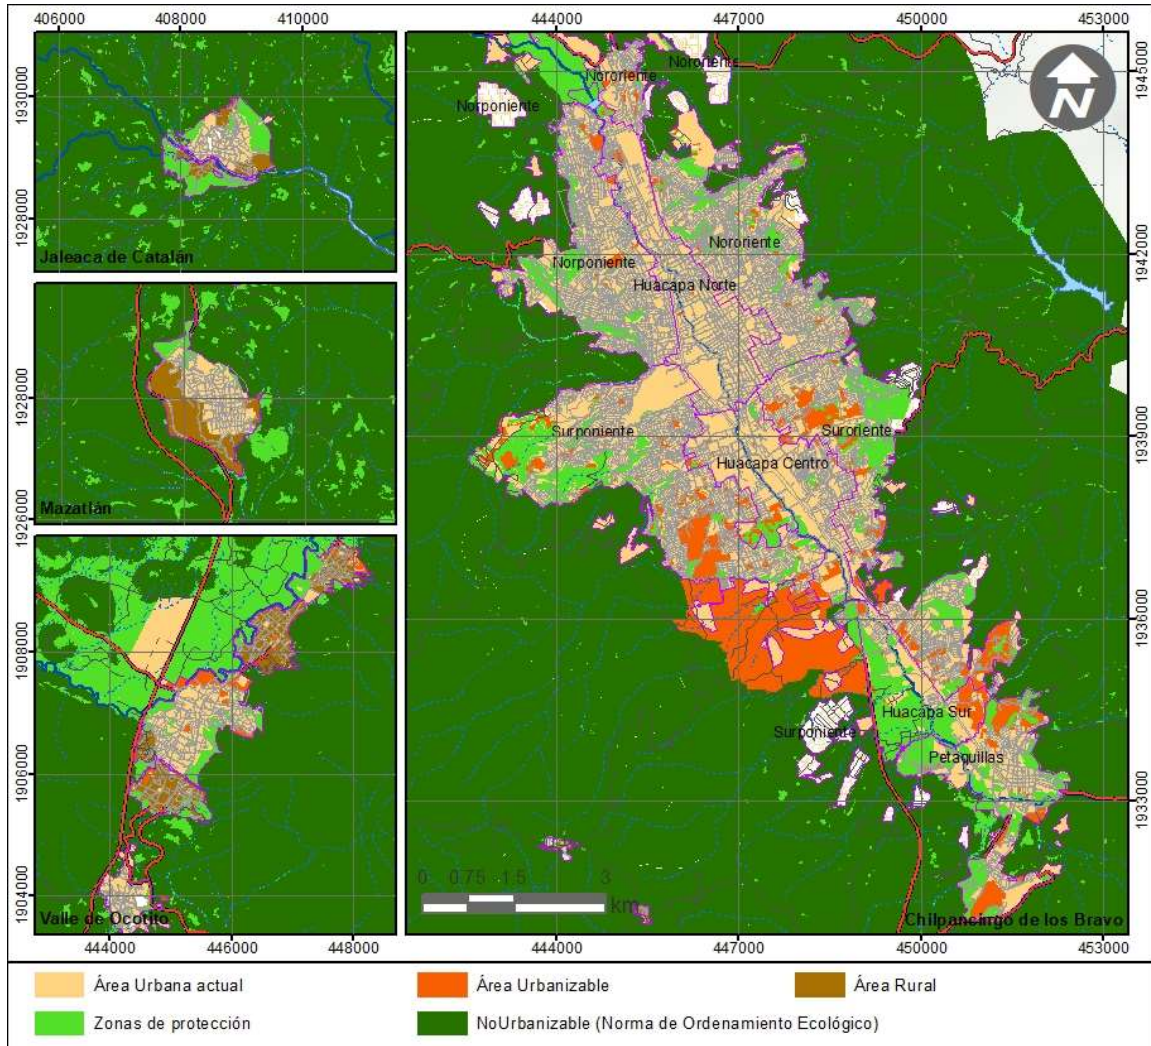 406000 408000 410000
444000 447000 450000 453000
1930000
1928000
Jaleaca de Catalán
1928000
1926000
Mazatlán
1908000
1906000
1904000
Valle de Ocotito
444000 446000 448000
N
1945000
1942000
1939000
1936000
1933000
Nororiente
Nororiente
Norponiente
Nororiente
Norponiente
Huacapa Norte
Surponiente
Suroriente
Huacapa Centro
Huacapa Sur
Surponiente
Petaquillas
0 0.75 1.5 3
km
Chilpancingo de los Bravo
444000 447000 450000 453000
Área Urbana actual
Área Urbanizable
Área Rural
Zonas de protección
NoUrbanizable (Norma de Ordenamiento Ecológico)